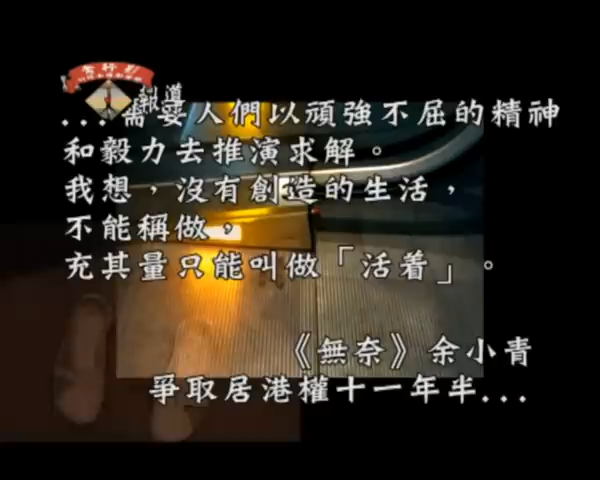 報道
...需要人們以頑強不屈的精神
和毅力去推演求解。
我想，沒有創造的生活，
不能稱做，
充其量只能叫做「活着」。
《無奈》余小青
爭取居港權十一年半...